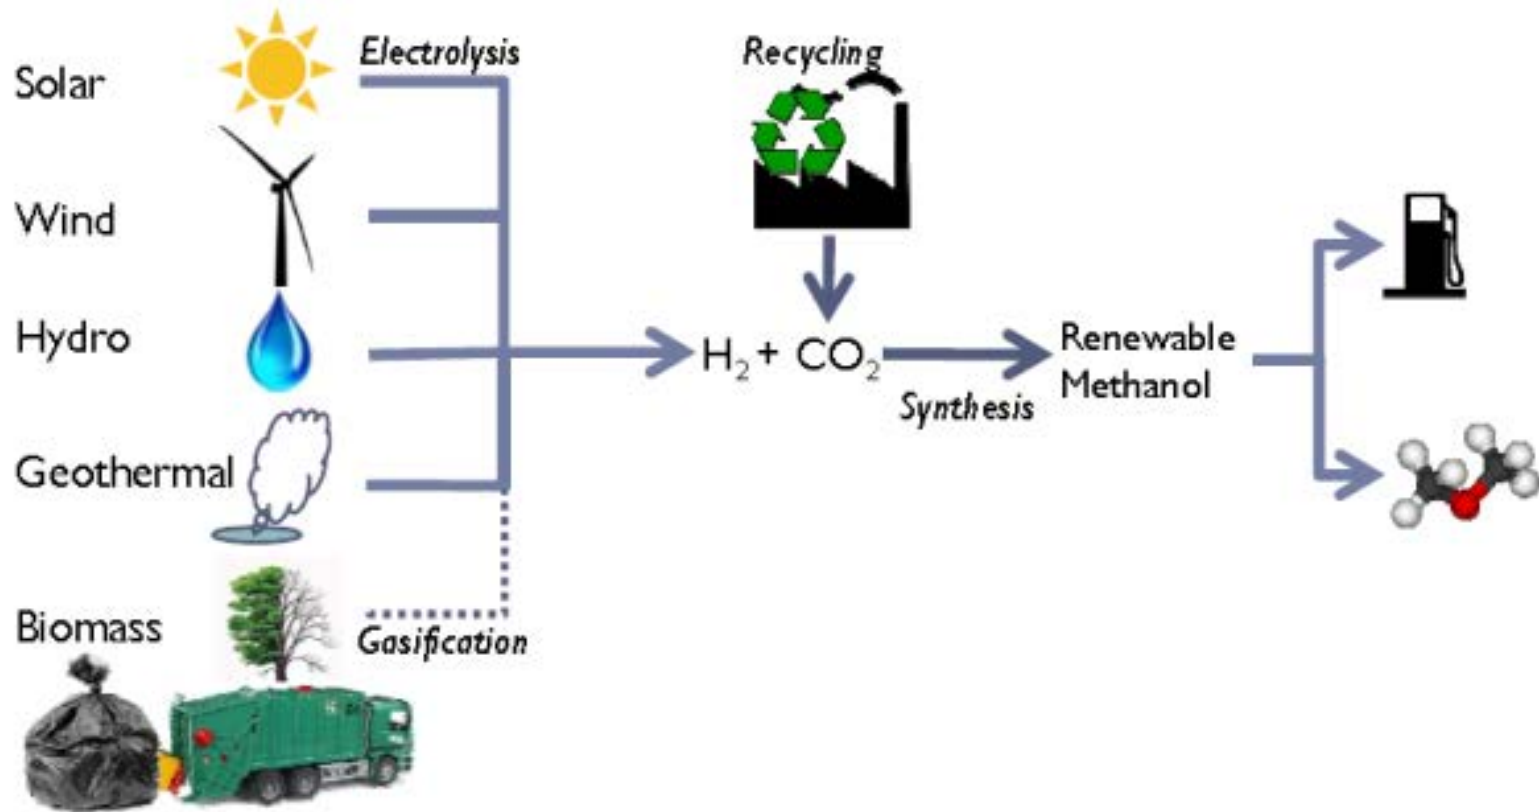 Solar
Electrolysis
Recycling
Wind
Hydro
H₂ + CO₂
Synthesis
Renewable
Methanol
Geothermal
Biomass
Gasification